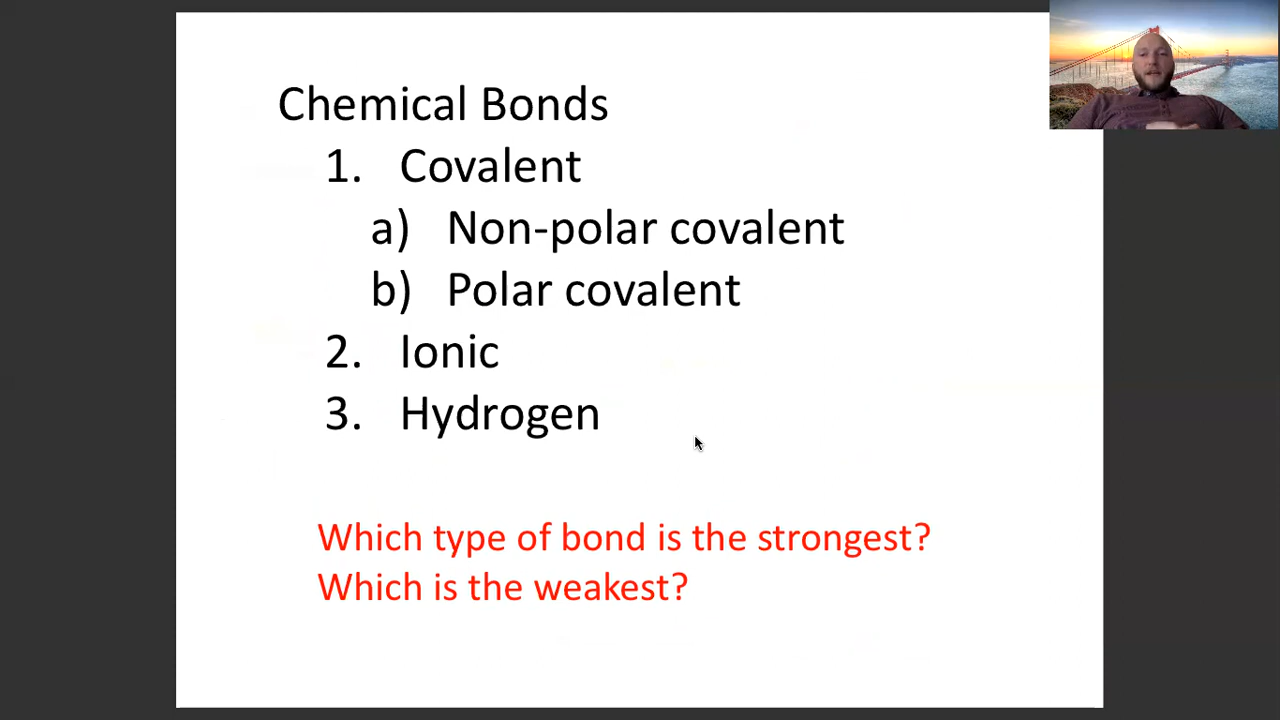 Chemical Bonds
1. Covalent
a) Non-polar covalent
b) Polar covalent
2. Ionic
3. Hydrogen
Which type of bond is the strongest?
Which is the weakest?